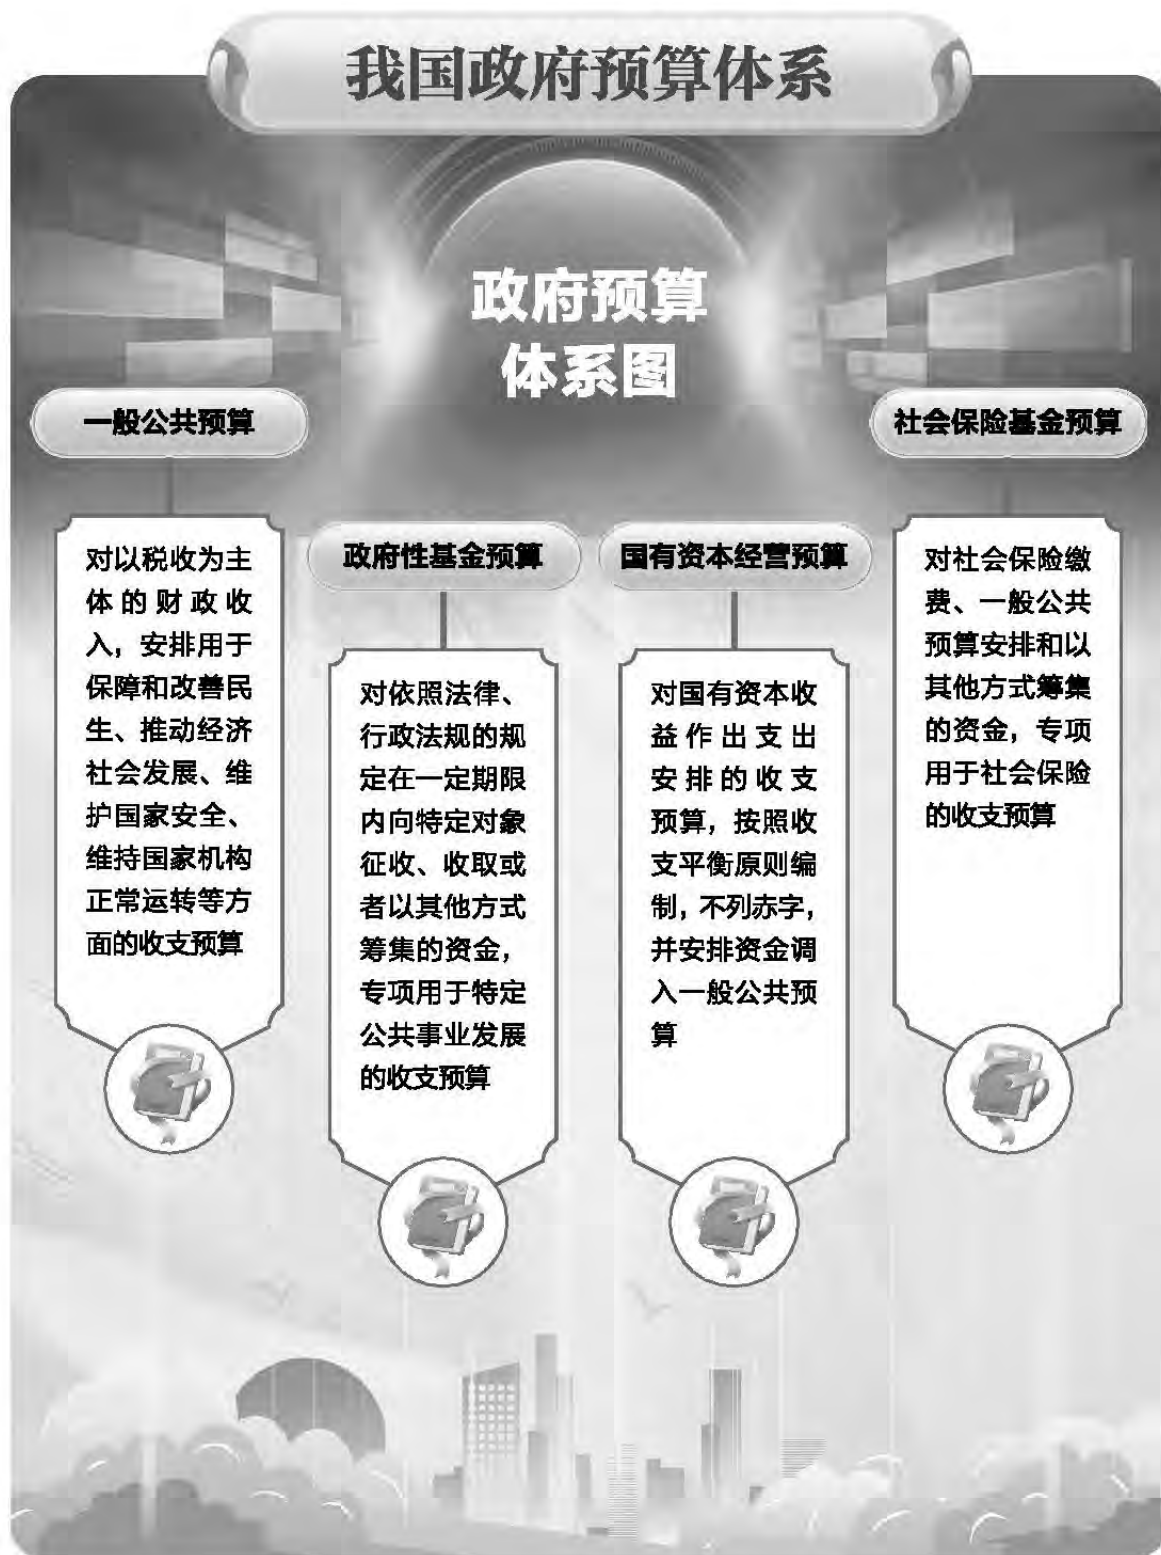 我国政府预算体系
政府预算
体系图
一般公共预算
对以税收为主
体的财政收
入，安排用于
保障和改善民
生、推动经济
社会发展、维
护国家安全、
维持国家机构
正常运转等方
面的收支预算
政府性基金预算
对依照法律、
行政法规的规
定在一定期限
内向特定对象
征收、收取或
者以其他方式
筹集的资金，
专项用于特定
公共事业发展
的收支预算
国有资本经营预算
对国有资本收
益作出支出
安排的收支
预算，按照收
支平衡原则编
制，不列赤字，
并安排资金调
入一般公共预
算
社会保险基金预算
对社会保险缴
费、一般公共
预算安排和以
其他方式筹集
的资金，专项
用于社会保险
的收支预算